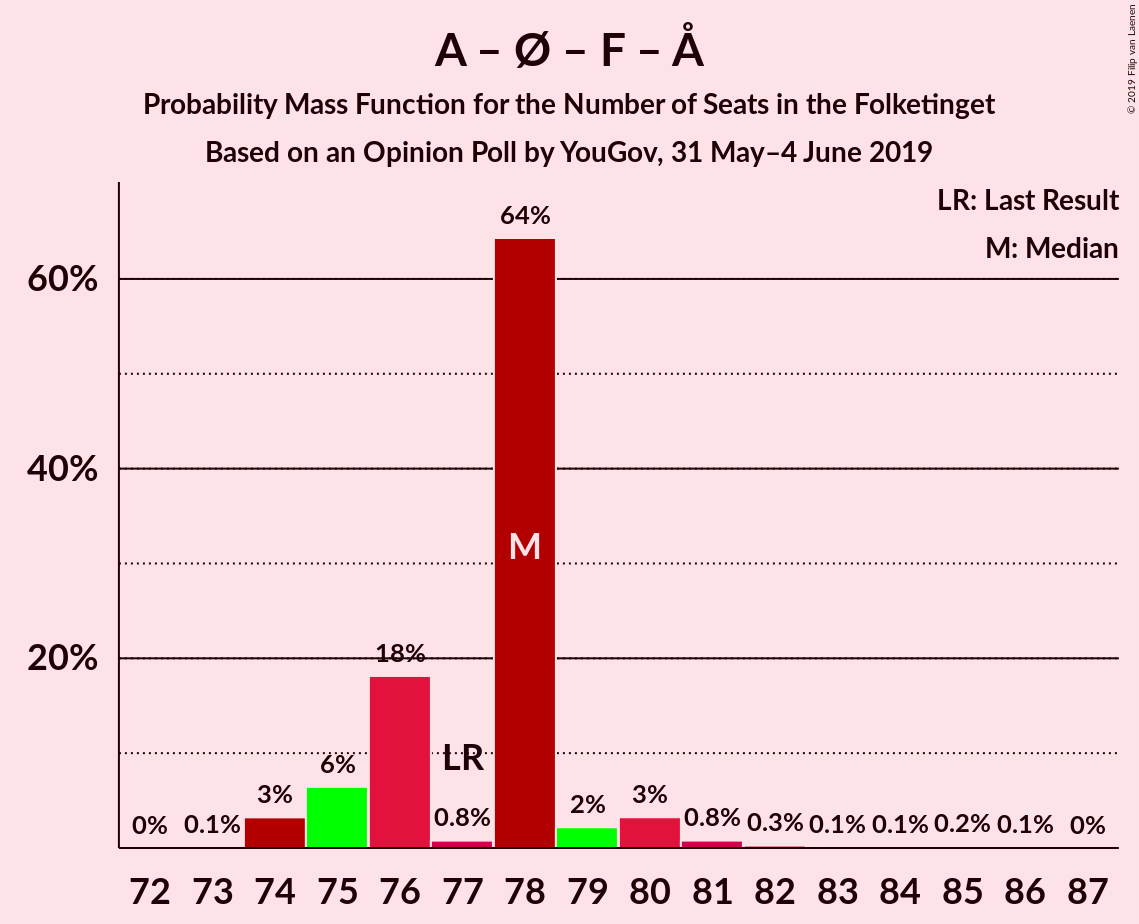 A – Ø – F – Å
Probability Mass Function for the Number of Seats in the Folketinget
Based on an Opinion Poll by YouGov, 31 May–4 June 2019
© 2019 Filip van Laenen
LR: Last Result
M: Median
60%
40%
20%
0%
0.1%
3%
6%
18%
LR
0.8%
64%
M
2%
3%
0.8%
0.3%
0.1%
0.1%
0.2%
0.1%
0%
72 73 74 75 76 77 78 79 80 81 82 83 84 85 86 87